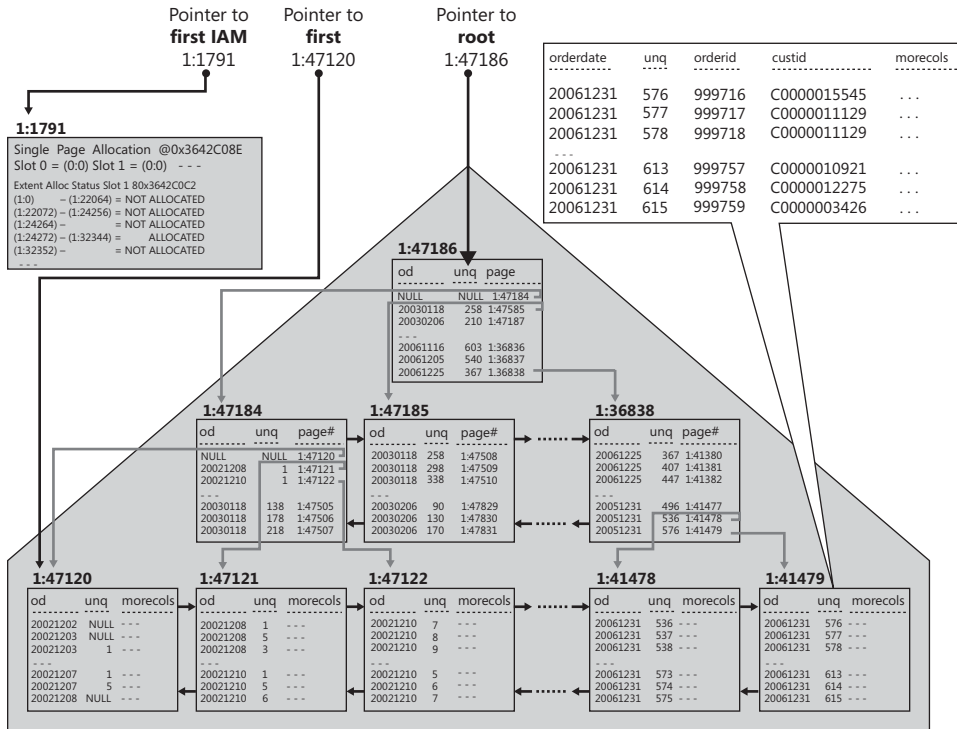 Pointer to
first IAM
1:1791
Pointer to
first
1:47120
Pointer to
root
1:47186
orderdate unq orderid custid morecols
20061231 576 999716 C0000015545 . . .
20061231 577 999717 C0000011129 . . .
20061231 578 999718 C0000011129 . . .
- - -
20061231 613 999757 C0000010921 . . .
20061231 614 999758 C0000012275 . . .
20061231 615 999759 C0000003426 . . .
1:1791
Single Page Allocation @0x3642C08E
Slot 0 = (0:0) Slot 1 = (0:0) - - -
Extent Alloc Status Slot 1 80x3642C0C2
(1:0) – (1:22064) = NOT ALLOCATED
(1:22072) – (1:24256) = NOT ALLOCATED
(1:24264) – = NOT ALLOCATED
(1:24272) – (1:32344) = ALLOCATED
(1:32352) – = NOT ALLOCATED
- - -
1:47186
od unq page
NULL NULL 1:47184
20030118 258 1:47585
20030206 210 1:47187
- - -
20061116 603 1:36836
20061205 540 1:36837
20061225 367 1.36838
1:47184
od unq page#
NULL NULL 1:47120
20021208 1 1:47121
20021210 1 1:47122
- - -
20030118 138 1:47505
20030118 178 1:47506
20030118 218 1:47507
1:47185
od unq page#
20030118 258 1:47508
20030118 298 1:47509
20030118 338 1:47510
- - -
20030206 90 1:47829
20030206 130 1:47830
20030206 170 1:47831
1:36838
od unq page#
20061225 367 1:41380
20061225 407 1:41381
20061225 447 1:41382
- - -
20051231 496 1:41477
20051231 536 1:41478
20051231 576 1:41479
1:47120
od unq morecols
20021202 NULL - - -
20021203 NULL - - -
20021203 1 - - -
- - -
20021207 1 - - -
20021207 5 - - -
20021208 NULL - - -
1:47121
od unq morecols
20021208 1 - - -
20021208 5 - - -
20021208 3 - - -
- - -
20021210 1 - - -
20021210 5 - - -
20021210 6 - - -
1:47122
od unq morecols
20021210 7 - - -
20021210 8 - - -
20021210 9 - - -
- - -
20021210 5 - - -
20021210 6 - - -
20021210 7 - - -
1:41478
od unq morecols
20061231 536 - - -
20061231 537 - - -
20061231 538 - - -
- - -
20061231 573 - - -
20061231 574 - - -
20061231 575 - - -
1:41479
od unq morecols
20061231 576 - - -
20061231 577 - - -
20061231 578 - - -
- - -
20061231 613 - - -
20061231 614 - - -
20061231 615 - - -